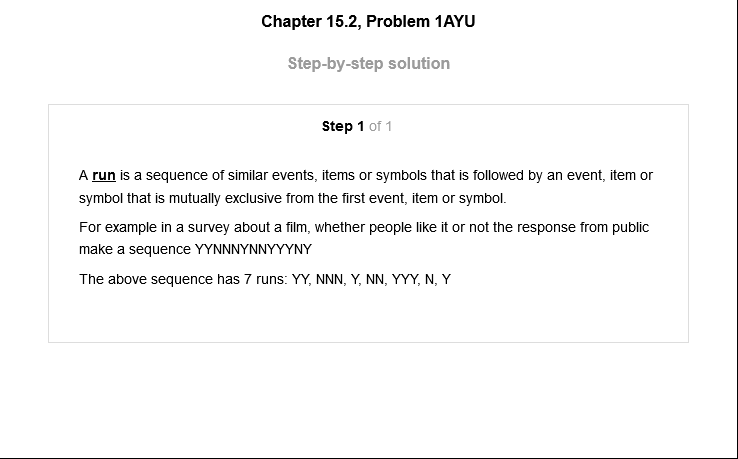 Chapter 15.2, Problem 1AYU
Step-by-step solution
Step 1 of 1
A run is a sequence of similar events, items or symbols that is followed by an event, item or
symbol that is mutually exclusive from the first event, item or symbol.
For example in a survey about a film, whether people like it or not the response from public
make a sequence YYNNNYNNYYYNY
The above sequence has 7 runs: YY, NNN, Y, NN, YYY, N, Y